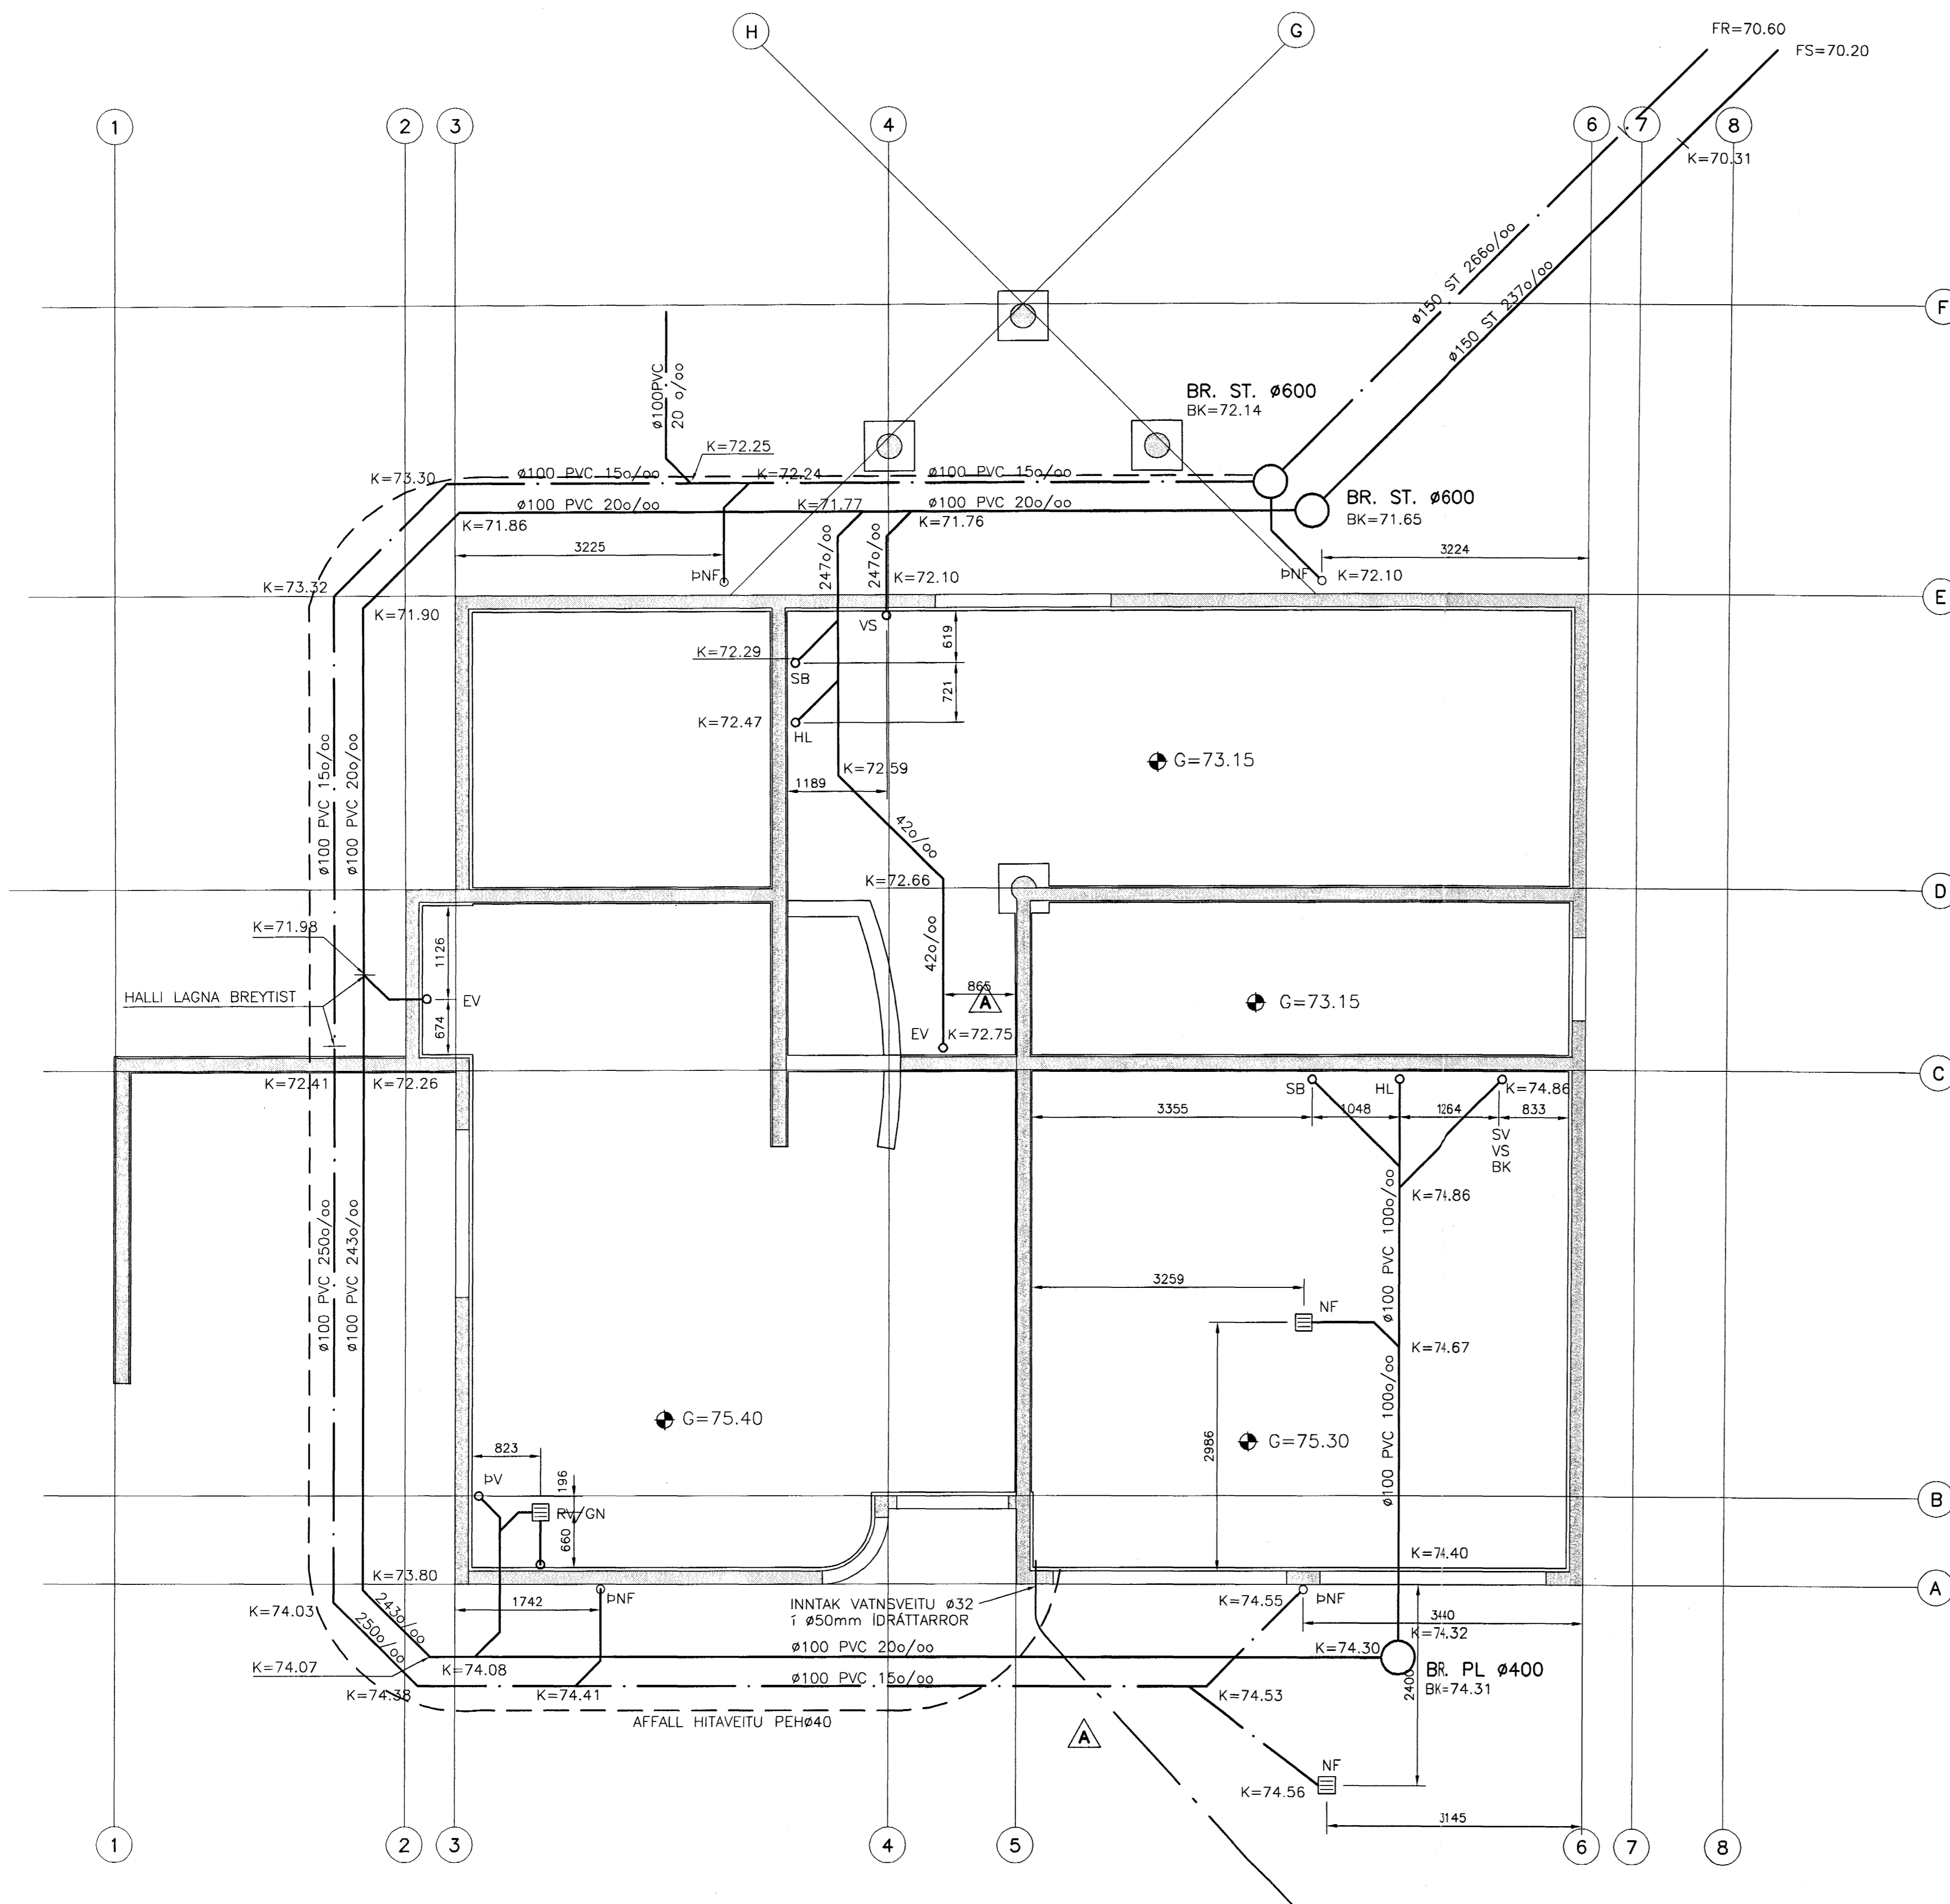 H
G
FR=70.60
FS=70.20
1
2
3
4
6
7
8
K=70.31
ø150 ST 266o/oo
ø150 ST 237o/oo
F
ø100PVC
20 o/oo
BR. ST. ø600
BK=72.14
K=72.25
K=73.30
ø100 PVC 15o/oo
K=72.24
ø100 PVC 15o/oo
BR. ST. ø600
BK=71.65
ø100 PVC 20o/oo
K=71.77
ø100 PVC 20o/oo
K=71.86
K=71.76
3225
247o/oo
247o/oo
3224
ÞNF
K=72.10
ÞNF
K=72.10
K=73.32
E
K=71.90
VS
619
K=72.29
SB
721
K=72.47
HL
K=72.59
G=73.15
1189
ø100 PVC 15o/oo
ø100 PVC 20o/oo
42o/oo
K=72.66
D
K=71.98
1126
42o/oo
865
A
HALLI LAGNA BREYTIST
EV
674
G=73.15
EV
K=72.75
K=72.41
K=72.26
C
SB
HL
K=74.86
3355
1048
1264
833
SV
VS
BK
K=74.86
ø100 PVC 250o/oo
ø100 PVC 243o/oo
ø100 PVC 100o/oo
3259
NF
K=74.67
2986
ø100 PVC 100o/oo
G=75.40
G=75.30
823
196
ÞV
RV/GN
660
B
K=74.40
K=73.80
A
K=74.03
243o/oo
250o/oo
1742
ÞNF
INNTAK VATNSVEITU ø32
í ø50mm ÍDRÁTTARROR
K=74.55
ÞNF
3440
K=74.32
K=74.07
K=74.08
ø100 PVC 20o/oo
K=74.30
BR. PL ø400
BK=74.31
K=74.38
K=74.41
ø100 PVC 15o/oo
K=74.53
2400
AFFALL HITAVEITU PEHø40
A
NF
K=74.56
3145
1
2
3
4
5
6
7
8